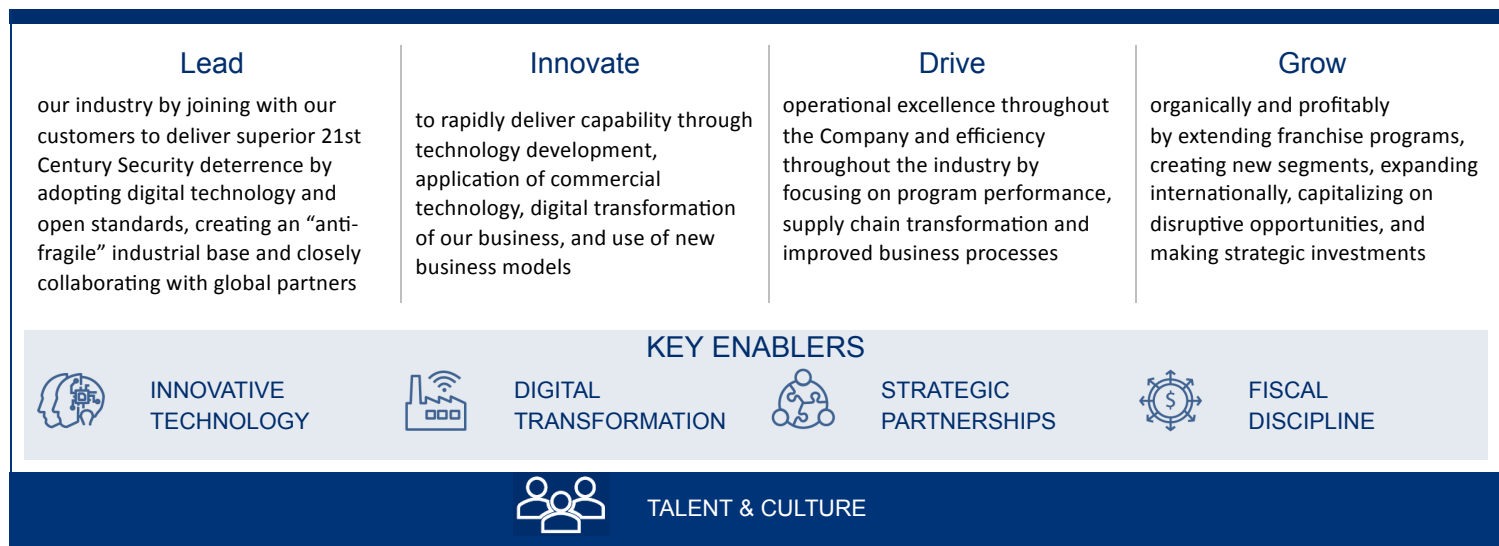 Lead
our industry by joining with our
customers to deliver superior 21st
Century Security deterrence by
adopting digital technology and
open standards, creating an “anti-
fragile” industrial base and closely
collaborating with global partners
Innovate
to rapidly deliver capability through
technology development,
application of commercial
technology, digital transformation
of our business, and use of new
business models
Drive
operational excellence throughout
the Company and efficiency
throughout the industry by
focusing on program performance,
supply chain transformation and
improved business processes
Grow
organically and profitably
by extending franchise programs,
creating new segments, expanding
internationally, capitalizing on
disruptive opportunities, and
making strategic investments
KEY ENABLERS
INNOVATIVE
TECHNOLOGY
DIGITAL
TRANSFORMATION
STRATEGIC
PARTNERSHIPS
$
FISCAL
DISCIPLINE
TALENT & CULTURE